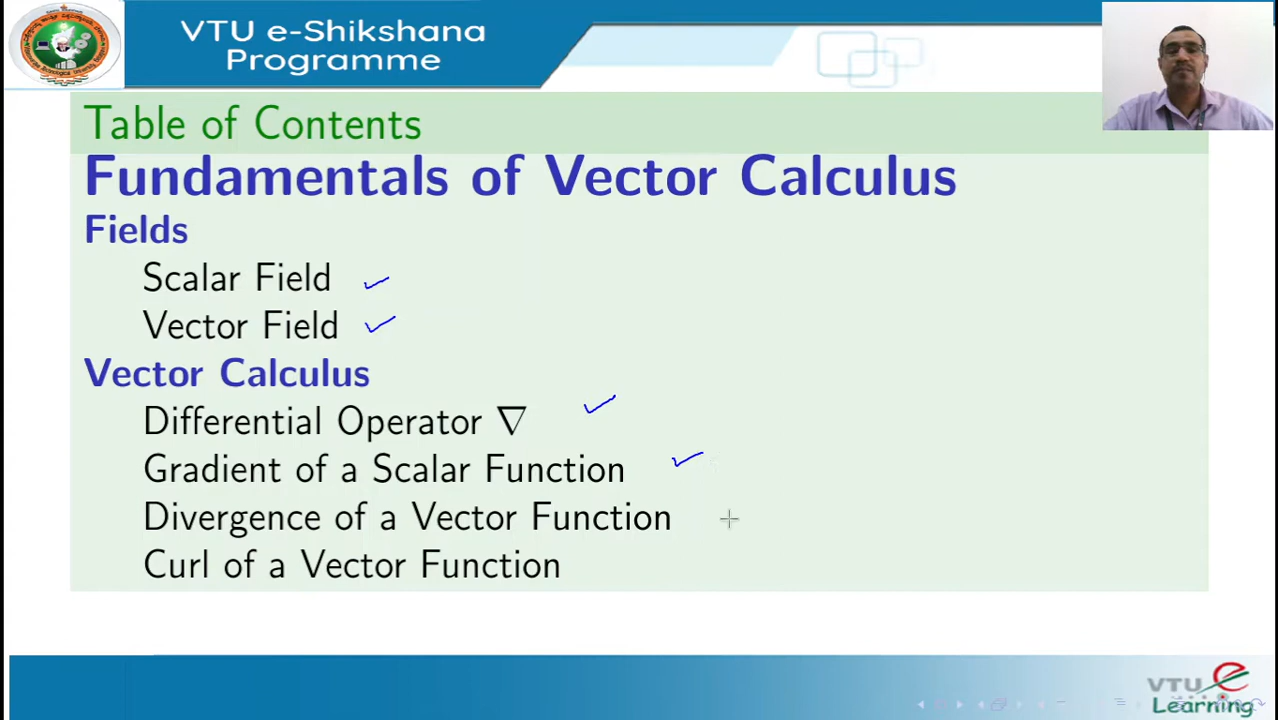 VTU e-Shikshana
Programme
Table of Contents
Fundamentals of Vector Calculus
Fields
Scalar Field
Vector Field
Vector Calculus
Differential Operator ∇
Gradient of a Scalar Function
Divergence of a Vector Function
Curl of a Vector Function
VTU e
Learning